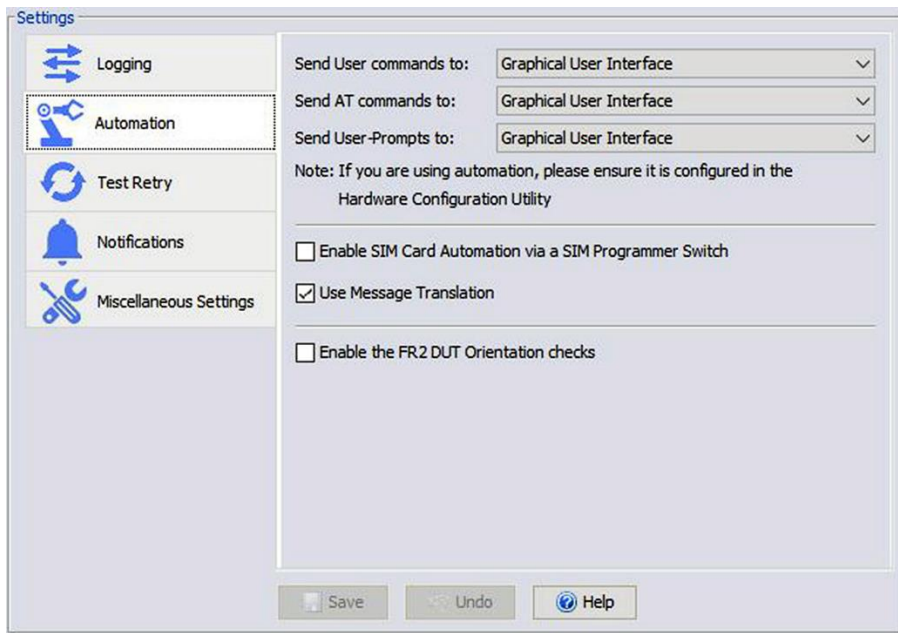 Settings
Logging
Automation
Test Retry
Notifications
Miscellaneous Settings
Send User commands to: Graphical User Interface
Send AT commands to: Graphical User Interface
Send User-Prompts to: Graphical User Interface
Note: If you are using automation, please ensure it is configured in the
Hardware Configuration Utility
Enable SIM Card Automation via a SIM Programmer Switch
Use Message Translation
Enable the FR2 DUT Orientation checks
Save
Undo
Help